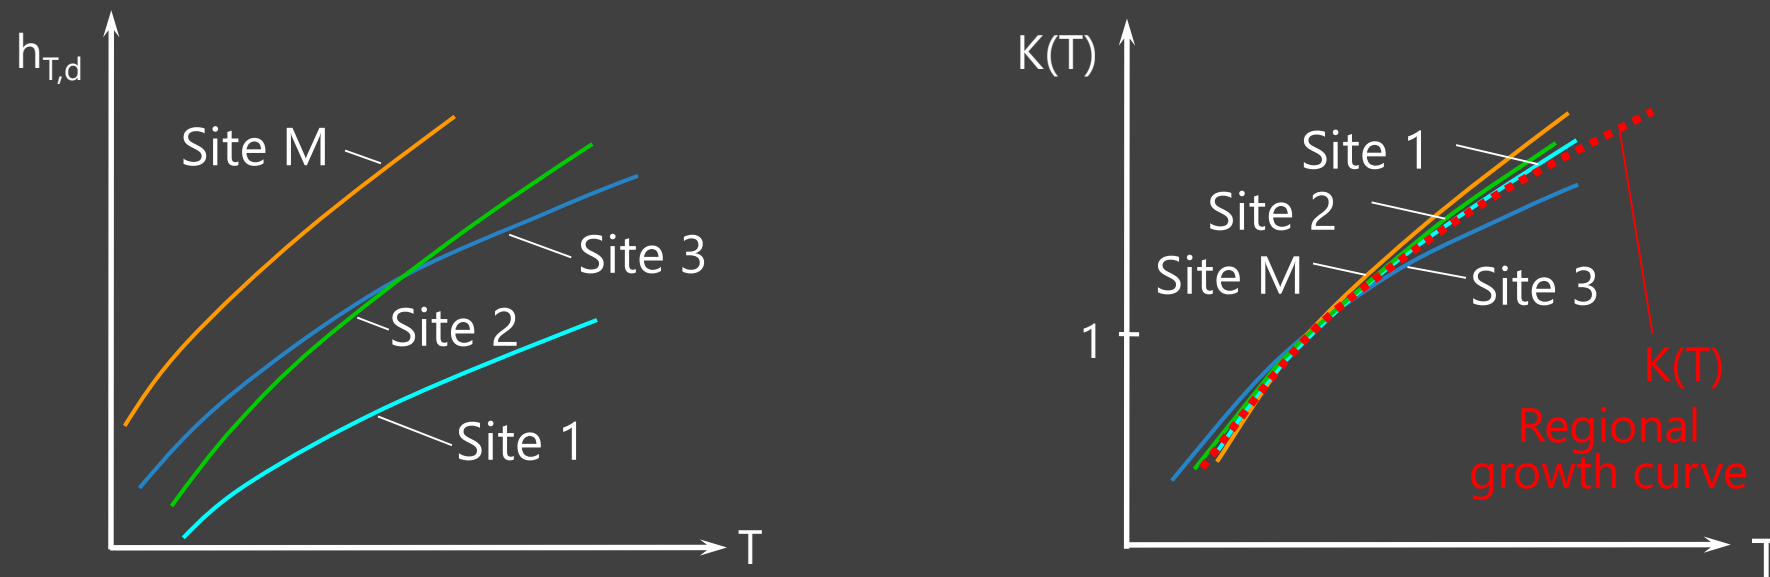 h_T,d
Site M
Site 3
Site 2
Site 1
T
K(T)
Site 1
Site 2
Site M
Site 3
1
K(T)
Regional
growth curve
T